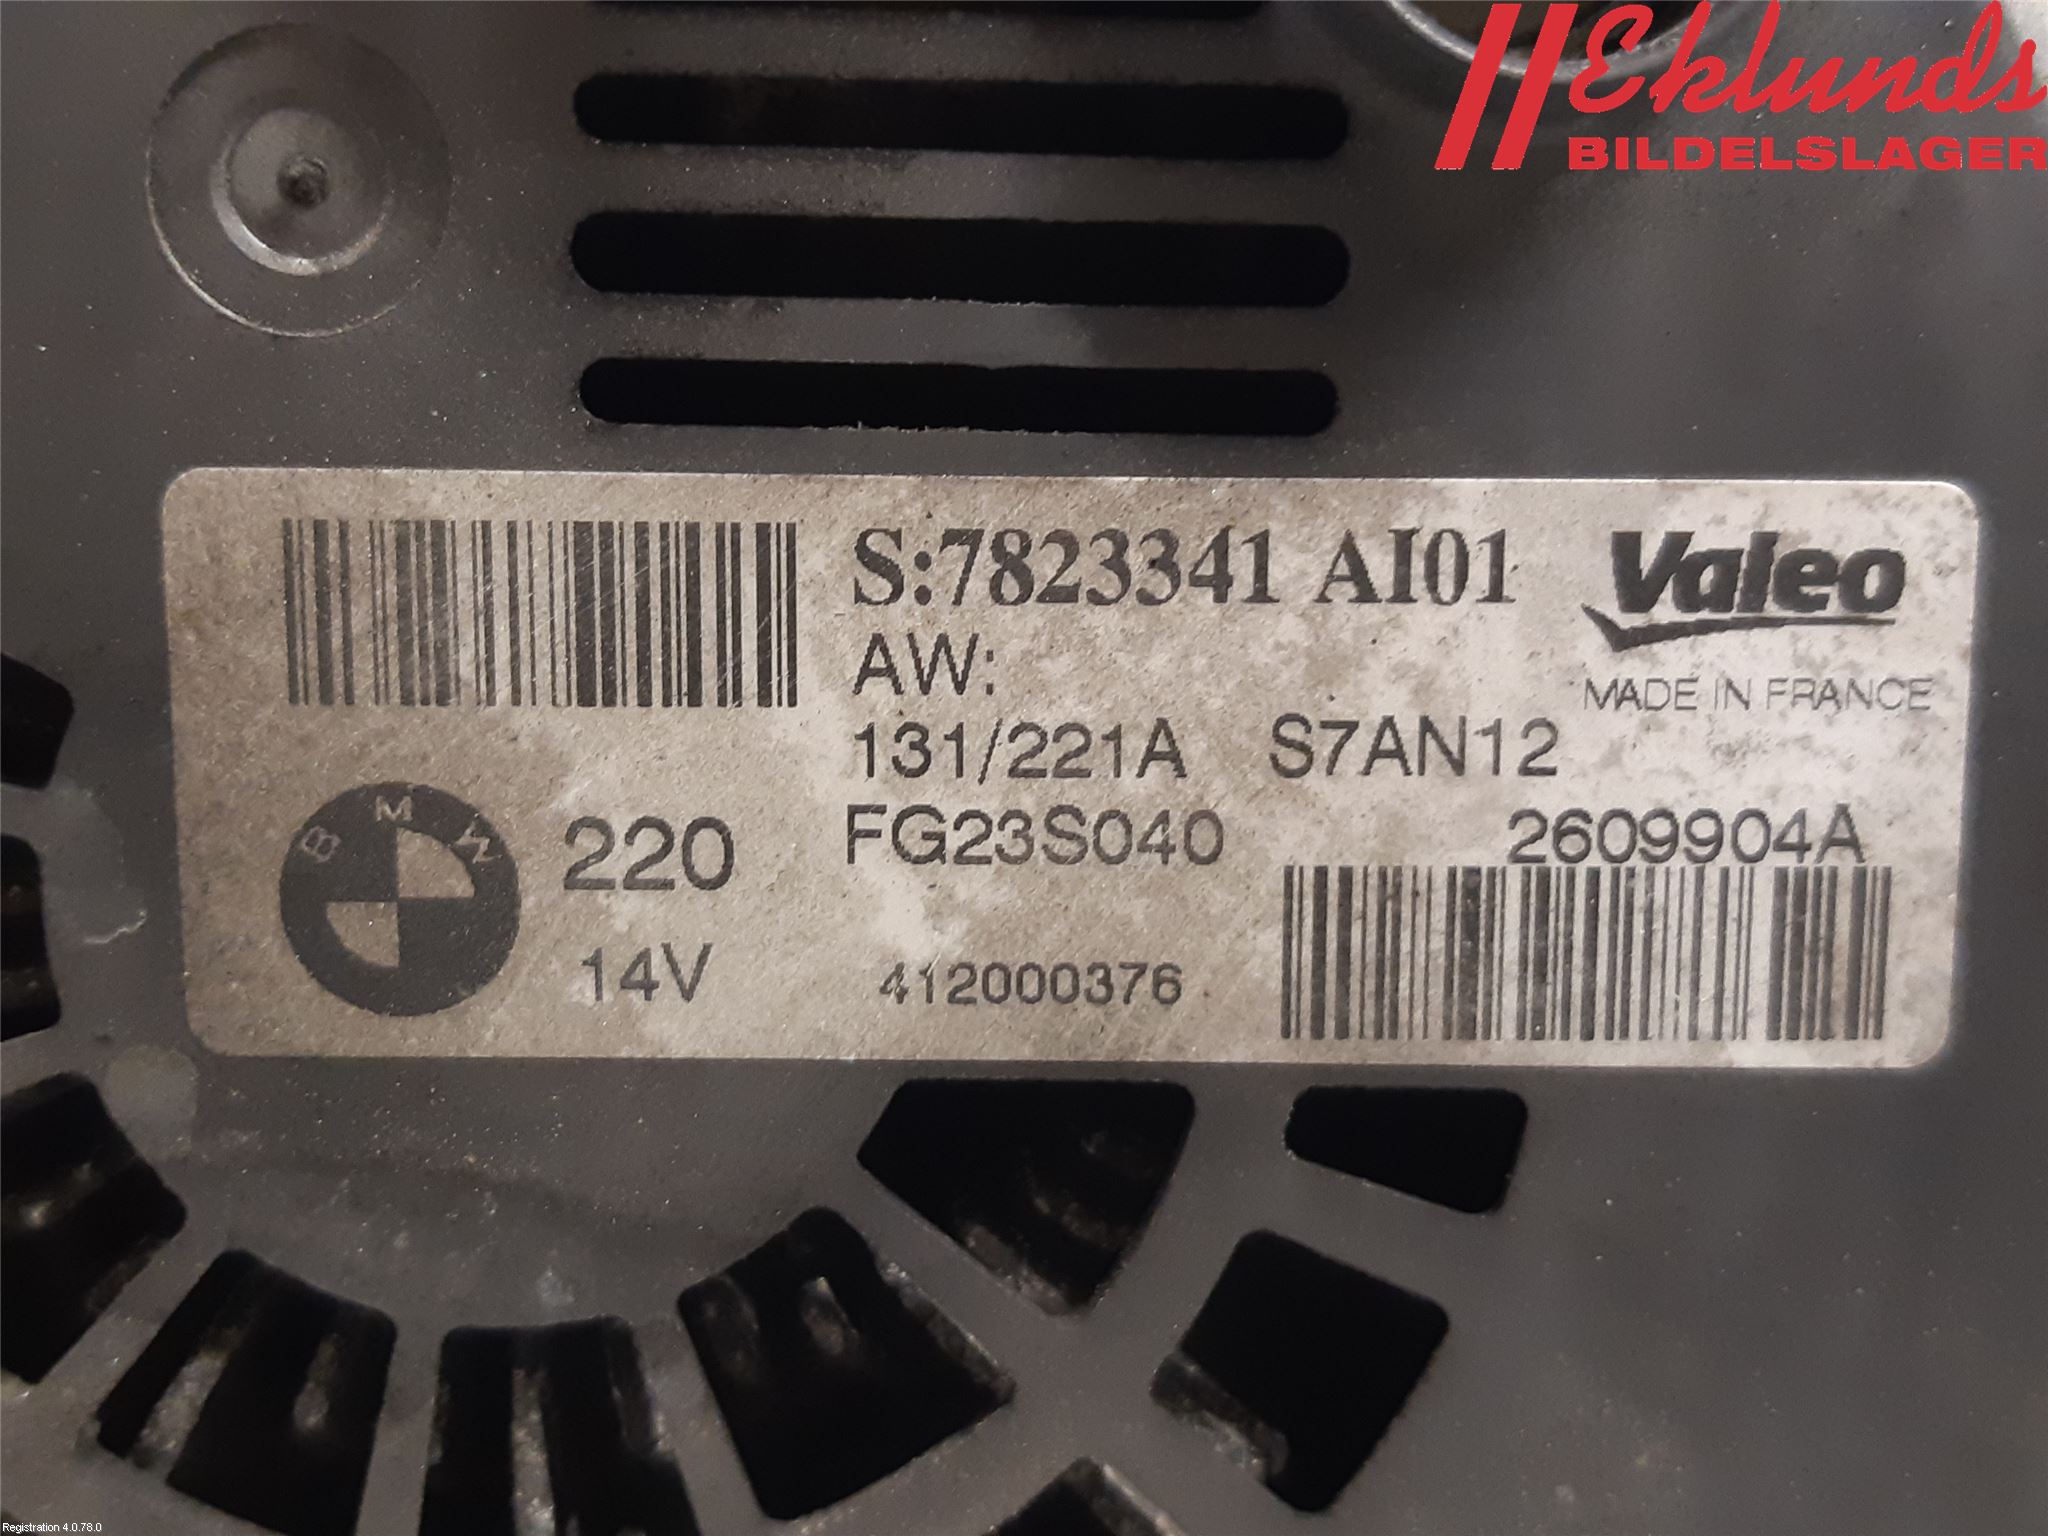 Eklunds
BILDELSLAGER
S:7823341 AI01
Valeo
AW:
MADE IN FRANCE
131/221A S7AN12
BMW
220
FG23S040
2609904A
14V
412000376
Registration 4.0.78.0